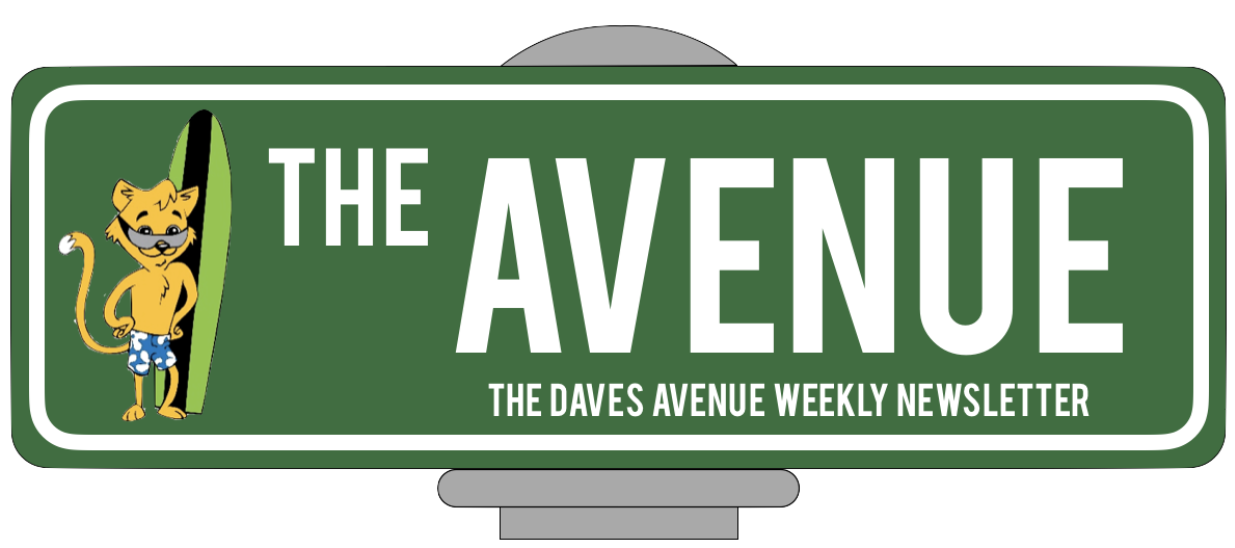 THE AVENUE
THE DAVES AVENUE WEEKLY NEWSLETTER